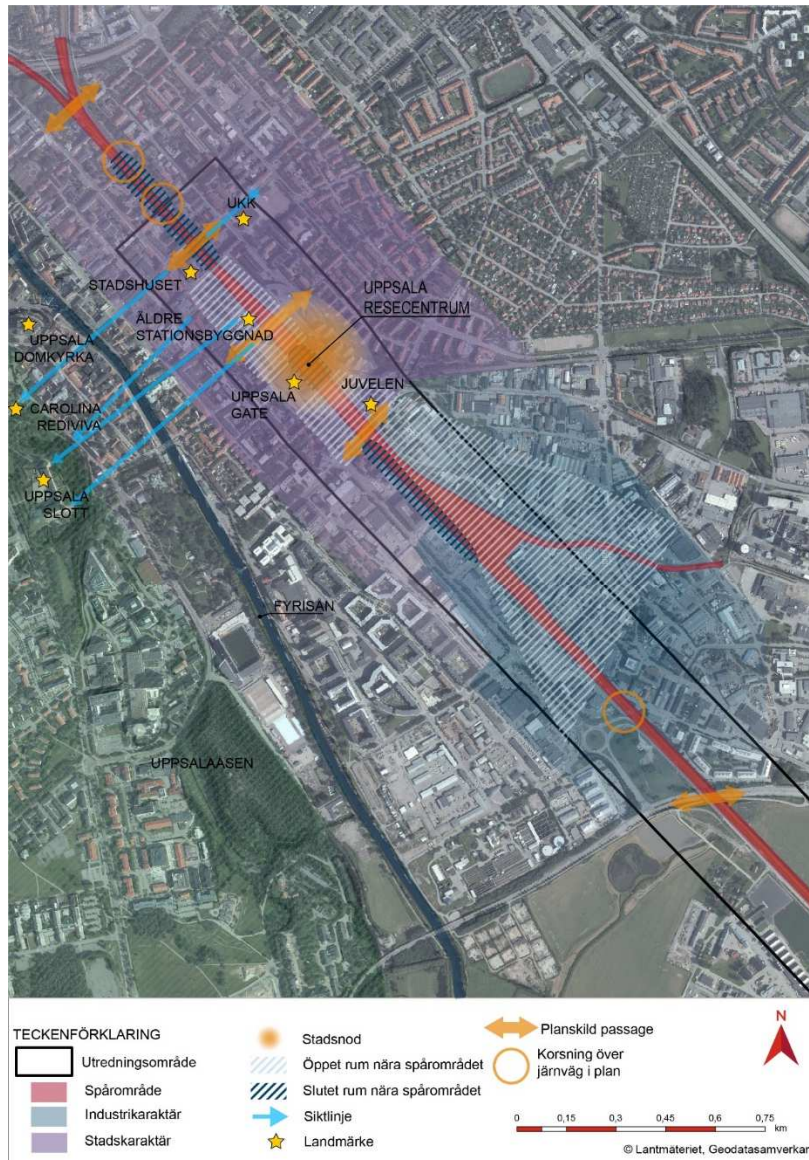 UKK
STADSHUSET
UPPSALA
RESECENTRUM
ÄLDRE
STATIONSBYGGNAD
UPPSALA
DOMKYRKA
CAROLINA
REDIVIVA
UPPSALA
GATE
JUVELEN
UPPSALA
SLOTT
FYRISÅN
UPPSALAÅSEN
TECKENFÖRKLARING
Utredningsområde
Spårområde
Industrikaraktär
Stadskaraktär
Stadsnod
Öppet rum nära spårområdet
Slutet rum nära spårområdet
Siktlinje
Landmärke
Planskild passage
Korsning över
järnväg i plan
N
0 0,15 0,3 0,45 0,6 0,75
km
© Lantmäteriet, Geodatasamverkan